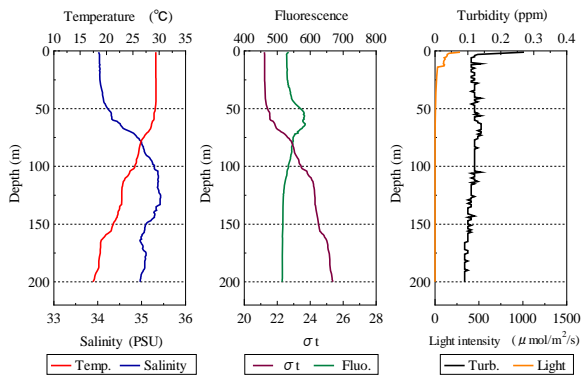 Temperature (℃)
10 15 20 25 30 35
0
50
100
150
200
Depth (m)
33 34 35 36
Salinity (PSU)
Temp. Salinity
Fluorescence
400 500 600 700 800
0
50
100
150
200
Depth (m)
20 22 24 26 28
σt
σt Fluo.
Turbidity (ppm)
0 0.1 0.2 0.3 0.4
0
50
100
150
200
Depth (m)
0 500 1000 1500
Light intensity (μmol/m²/s)
Turb. Light